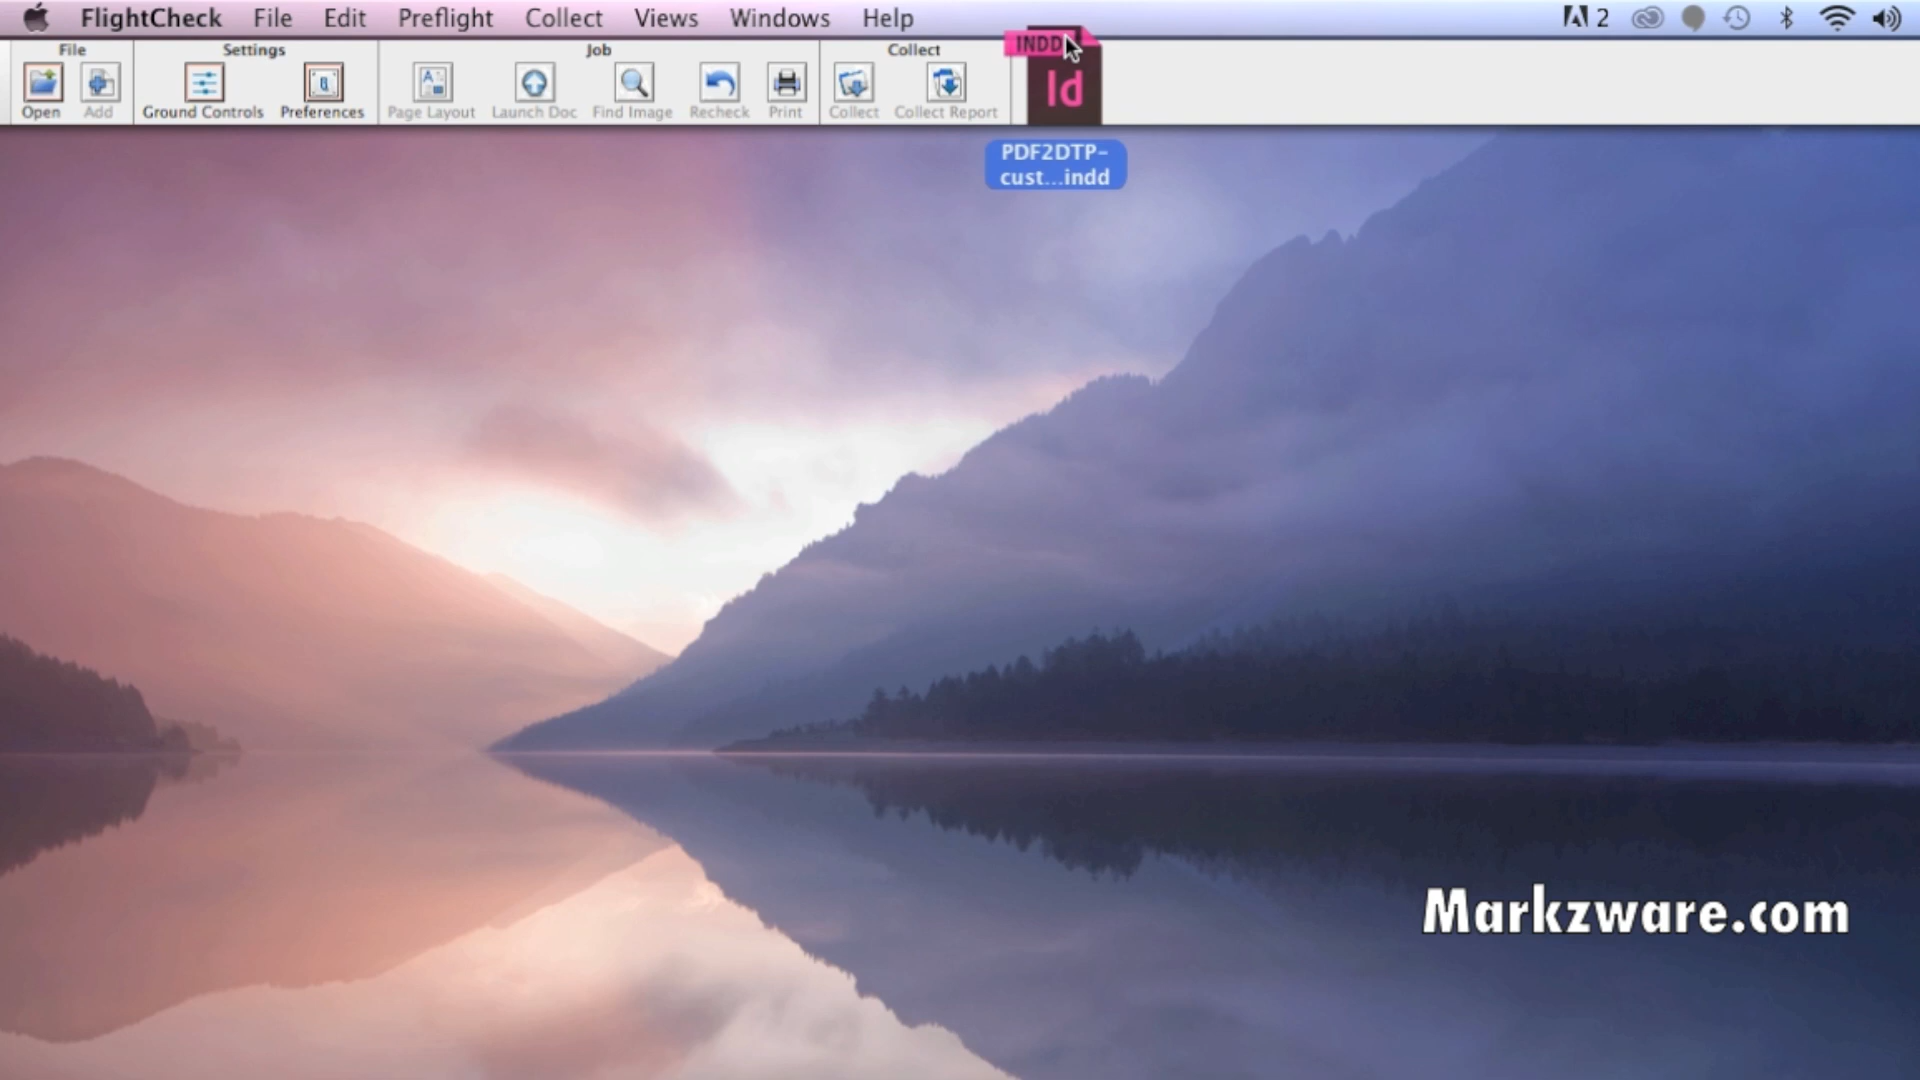 FlightCheck File Edit Preflight Collect Views Windows Help 2
File Settings Job Collect
Open Add Ground Controls Preferences Page Layout Launch Doc Find Image Recheck Print Collect Collect Report
INDD
Id
PDF2DTP-
cust...indd
Markzware.com